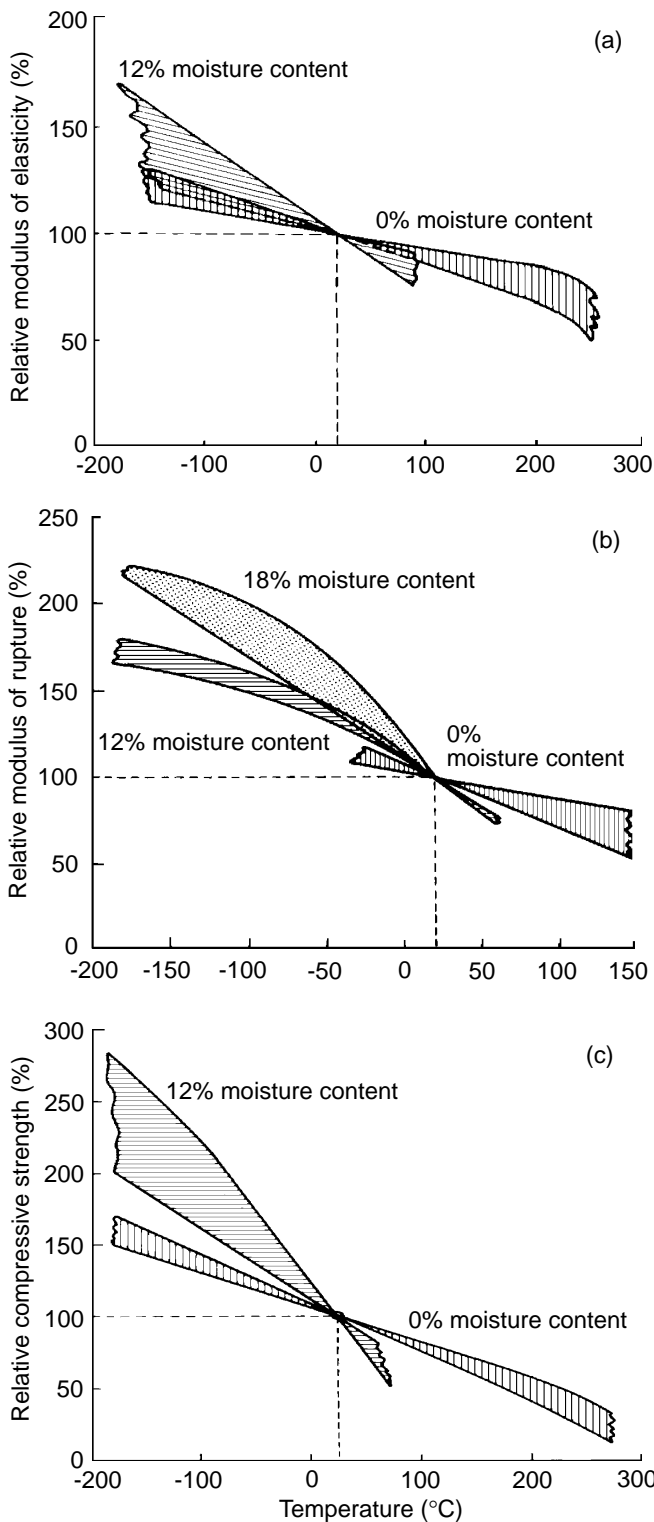 200
(a)
12% moisture content
150
0% moisture content
100
50
0
-200
-100
0
100
200
300
Relative modulus of elasticity (%)
250
(b)
200
18% moisture content
150
12% moisture content
0%
moisture content
100
50
0
-200
-150
-100
-50
0
50
100
150
Relative modulus of rupture (%)
300
(c)
250
12% moisture content
200
150
100
0% moisture content
50
0
-200
-100
0
100
200
300
Relative compressive strength (%)
Temperature (°C)